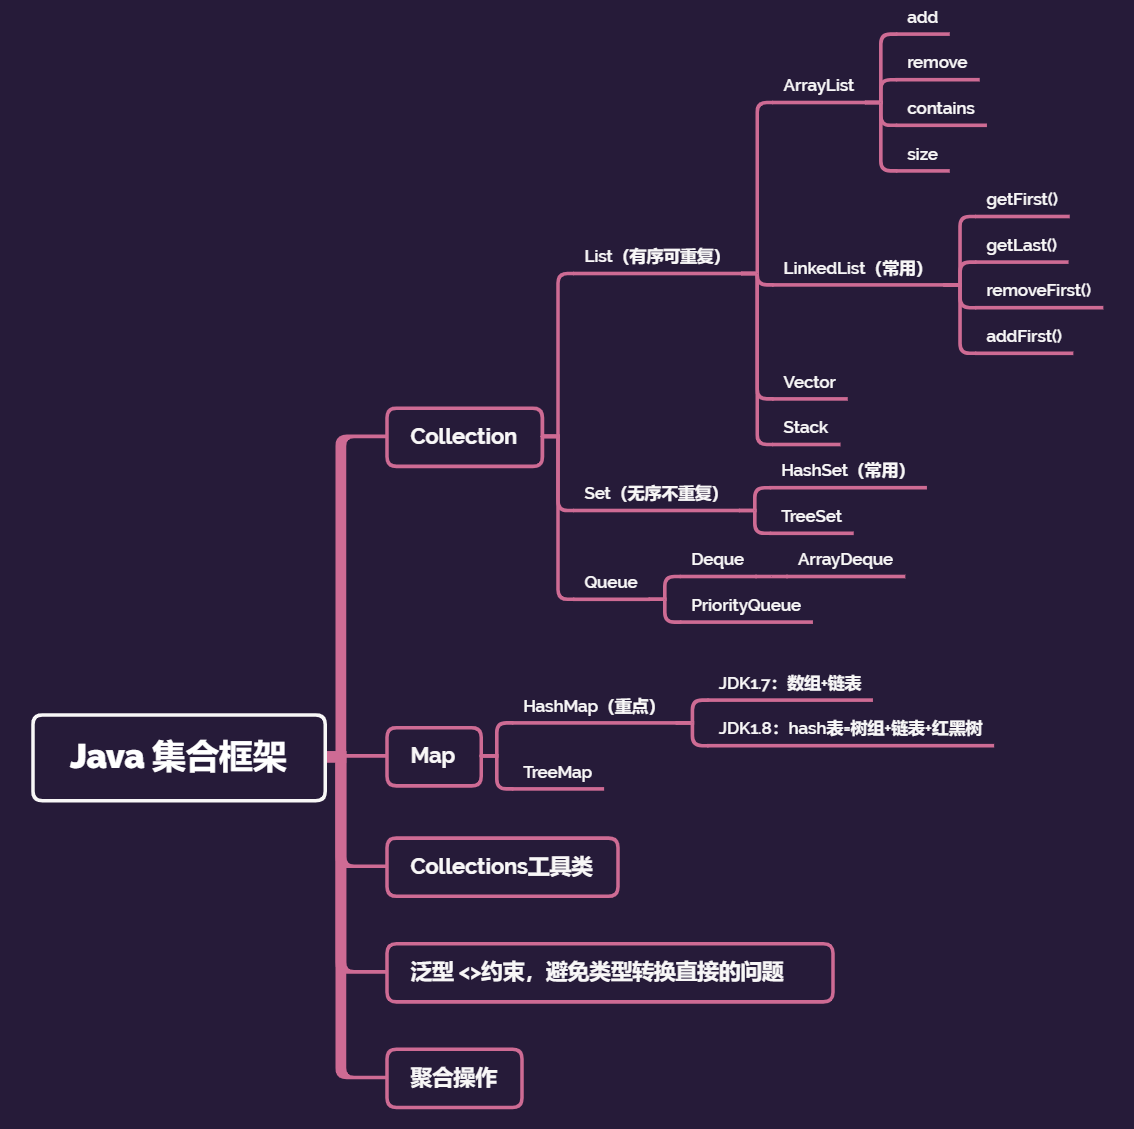 Java 集合框架
Collection
List（有序可重复）
ArrayList
add
remove
contains
size
LinkedList（常用）
getFirst()
getLast()
removeFirst()
addFirst()
Vector
Stack
Set（无序不重复）
HashSet（常用）
TreeSet
Queue
Deque
ArrayDeque
PriorityQueue
Map
HashMap（重点）
JDK1.7：数组+链表
JDK1.8：hash表=树组+链表+红黑树
TreeMap
Collections工具类
泛型 <>约束，避免类型转换直接的问题
聚合操作